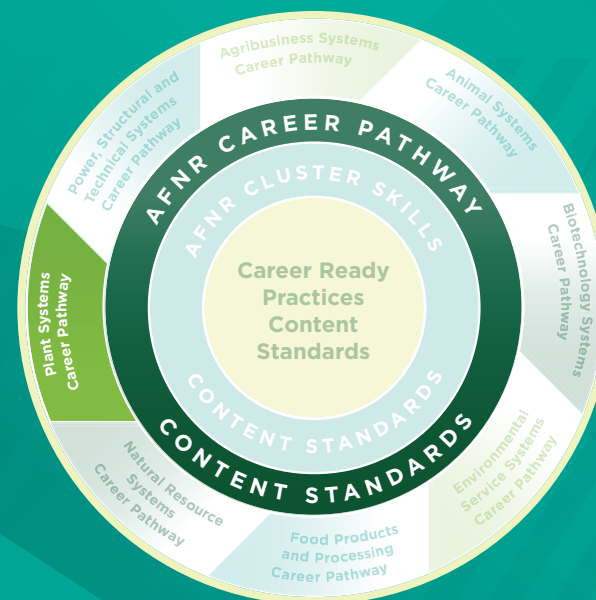 Agribusiness Systems
Career Pathway
Animal Systems
Career Pathway
Biotechnology Systems
Career Pathway
Environmental
Service Systems
Career Pathway
Food Products
and Processing
Career Pathway
Natural Resource
Systems
Career Pathway
Plant Systems
Career Pathway
Power, Structural and
Technical Systems
Career Pathway
AFNR CAREER PATHWAY
CONTENT STANDARDS
AFNR CLUSTER SKILLS
CONTENT STANDARDS
Career Ready
Practices
Content
Standards